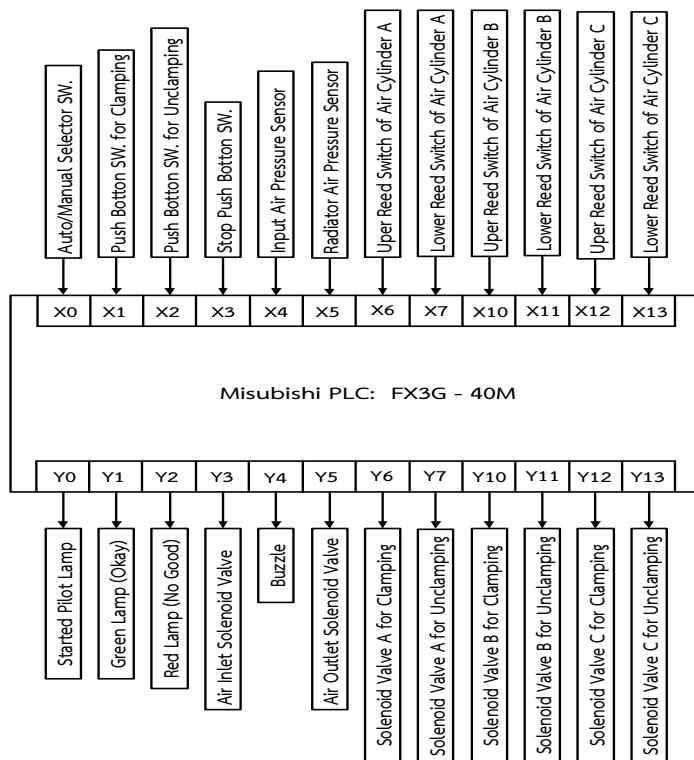 Auto/Manual Selector SW.
Push Botton SW. for Clamping
Push Botton SW. for Unclamping
Stop Push Botton SW.
Input Air Pressure Sensor
Radiator Air Pressure Sensor
Uper Reed Switch of Air Cylinder A
Lower Reed Switch of Air Cylinder A
Uper Reed Switch of Air Cylinder B
Lower Reed Switch of Air Cylinder B
Uper Reed Switch of Air Cylinder C
Lower Reed Switch of Air Cylinder C
X0 X1 X2 X3 X4 X5 X6 X7 X10 X11 X12 X13
Misubishi PLC: FX3G - 40M
Y0 Y1 Y2 Y3 Y4 Y5 Y6 Y7 Y10 Y11 Y12 Y13
Started Pilot Lamp
Green Lamp (Okay)
Red Lamp (No Good)
Air Inlet Solenoid Valve
Buzzle
Air Outlet Solenoid Valve
Solenoid Valve A for Clamping
Solenoid Valve A for Unclamping
Solenoid Valve B for Clamping
Solenoid Valve B for Unclamping
Solenoid Valve C for Clamping
Solenoid Valve C for Unclamping